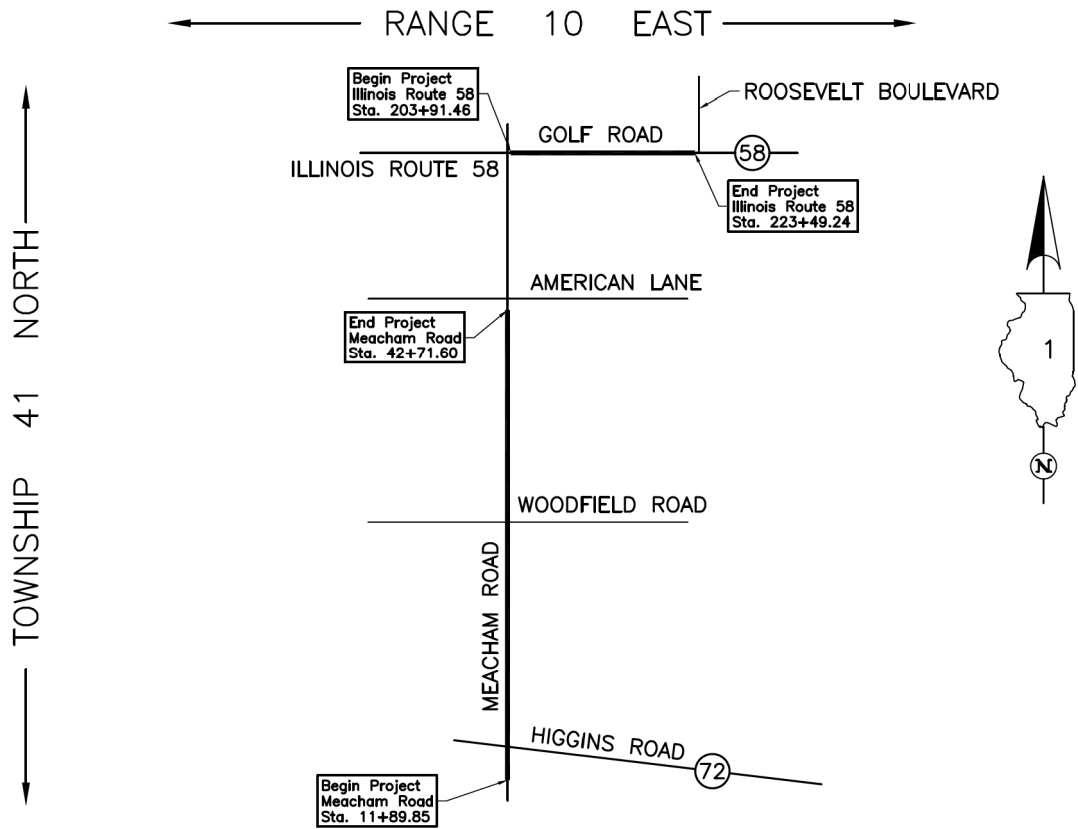 RANGE 10 EAST
TOWNSHIP 41 NORTH
Begin Project
Illinois Route 58
Sta. 203+91.46
ROOSEVELT BOULEVARD
GOLF ROAD
58
ILLINOIS ROUTE 58
End Project
Illinois Route 58
Sta. 223+49.24
AMERICAN LANE
End Project
Meacham Road
Sta. 42+71.60
1
N
WOODFIELD ROAD
MEACHAM ROAD
HIGGINS ROAD
72
Begin Project
Meacham Road
Sta. 11+89.85